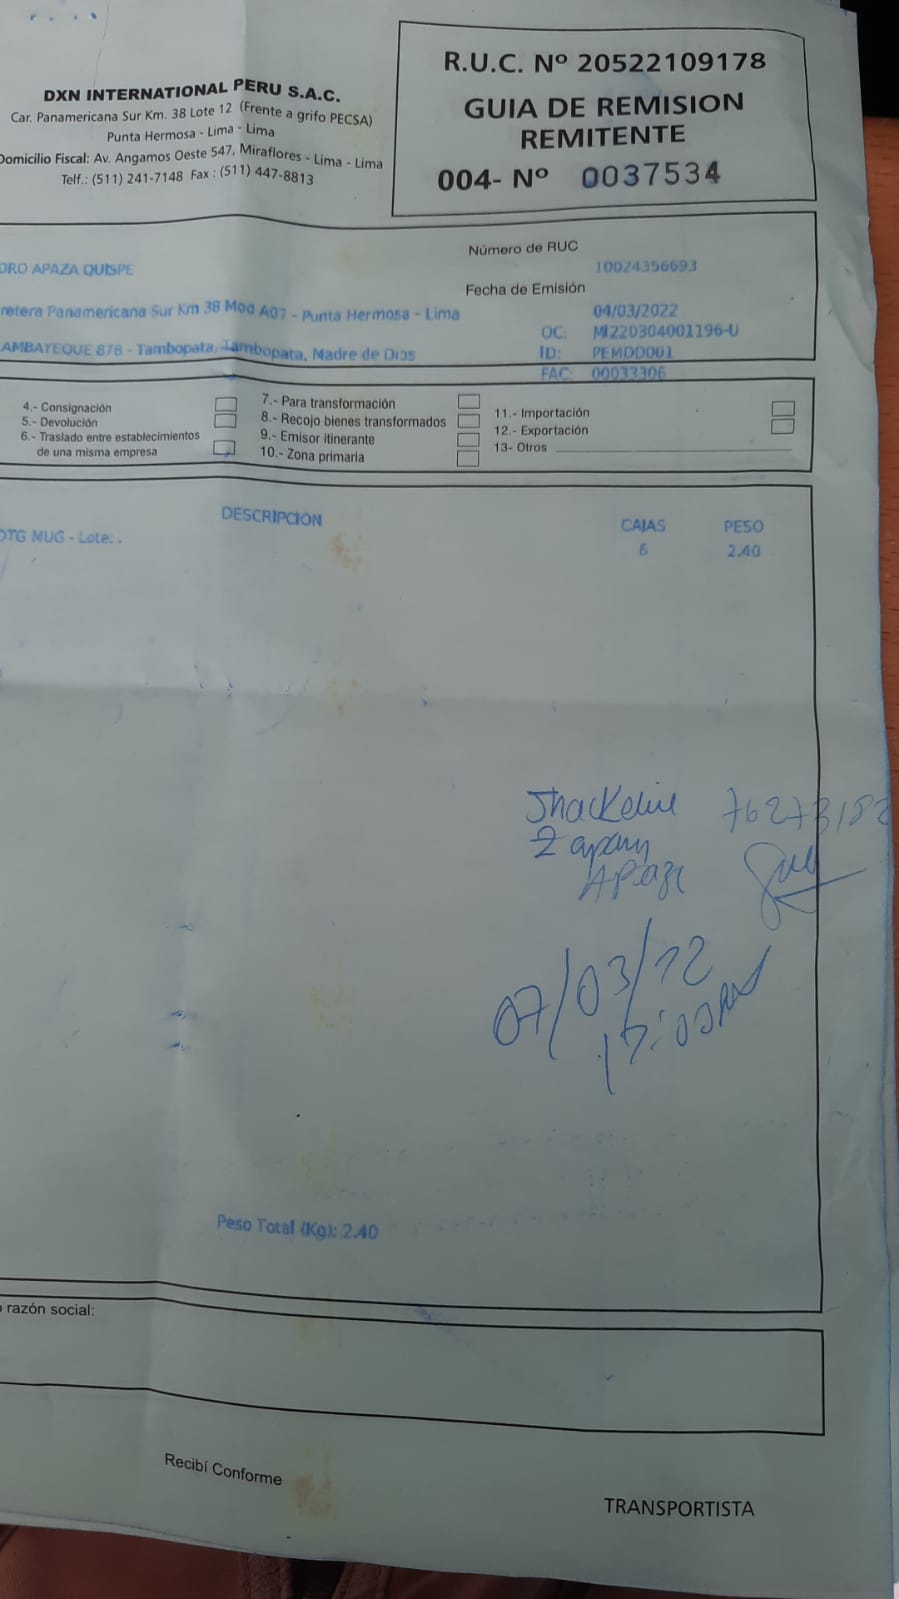 DXN INTERNATIONAL PERU S.A.C.
Car. Panamericana Sur Km. 38 Lote 12 (Frente a grifo PECSA)
Punta Hermosa - Lima - Lima
Domicilio Fiscal: Av. Angamos Oeste 547, Miraflores - Lima - Lima
Telf.: (511) 241-7148 Fax : (511) 447-8813
R.U.C. Nº 20522109178
GUIA DE REMISION
REMITENTE
004- Nº 0037534
DRO APAZA QUISPE
Número de RUC
10024356693
Fecha de Emisión
04/03/2022
retera Panamericana Sur Km 38 Mod A07 - Punta Hermosa - Lima
OC: MI220304001196-U
AMBAYEQUE 878 - Tambopata, Tambopata, Madre de Dios
ID: PEMDD001
FAC: 00033306
4.- Consignación
5.- Devolución
6.- Traslado entre establecimientos
de una misma empresa
7.- Para transformación
8.- Recojo bienes transformados
9.- Emisor itinerante
10.- Zona primaria
11.- Importación
12.- Exportación
13- Otros
DESCRIPCION CAJAS PESO
OTG MUG - Lote: . 6 2.40
Jhackeline
Apaza
07/03/22
Peso Total (Kg): 2.40
o razón social:
Recibí Conforme
TRANSPORTISTA